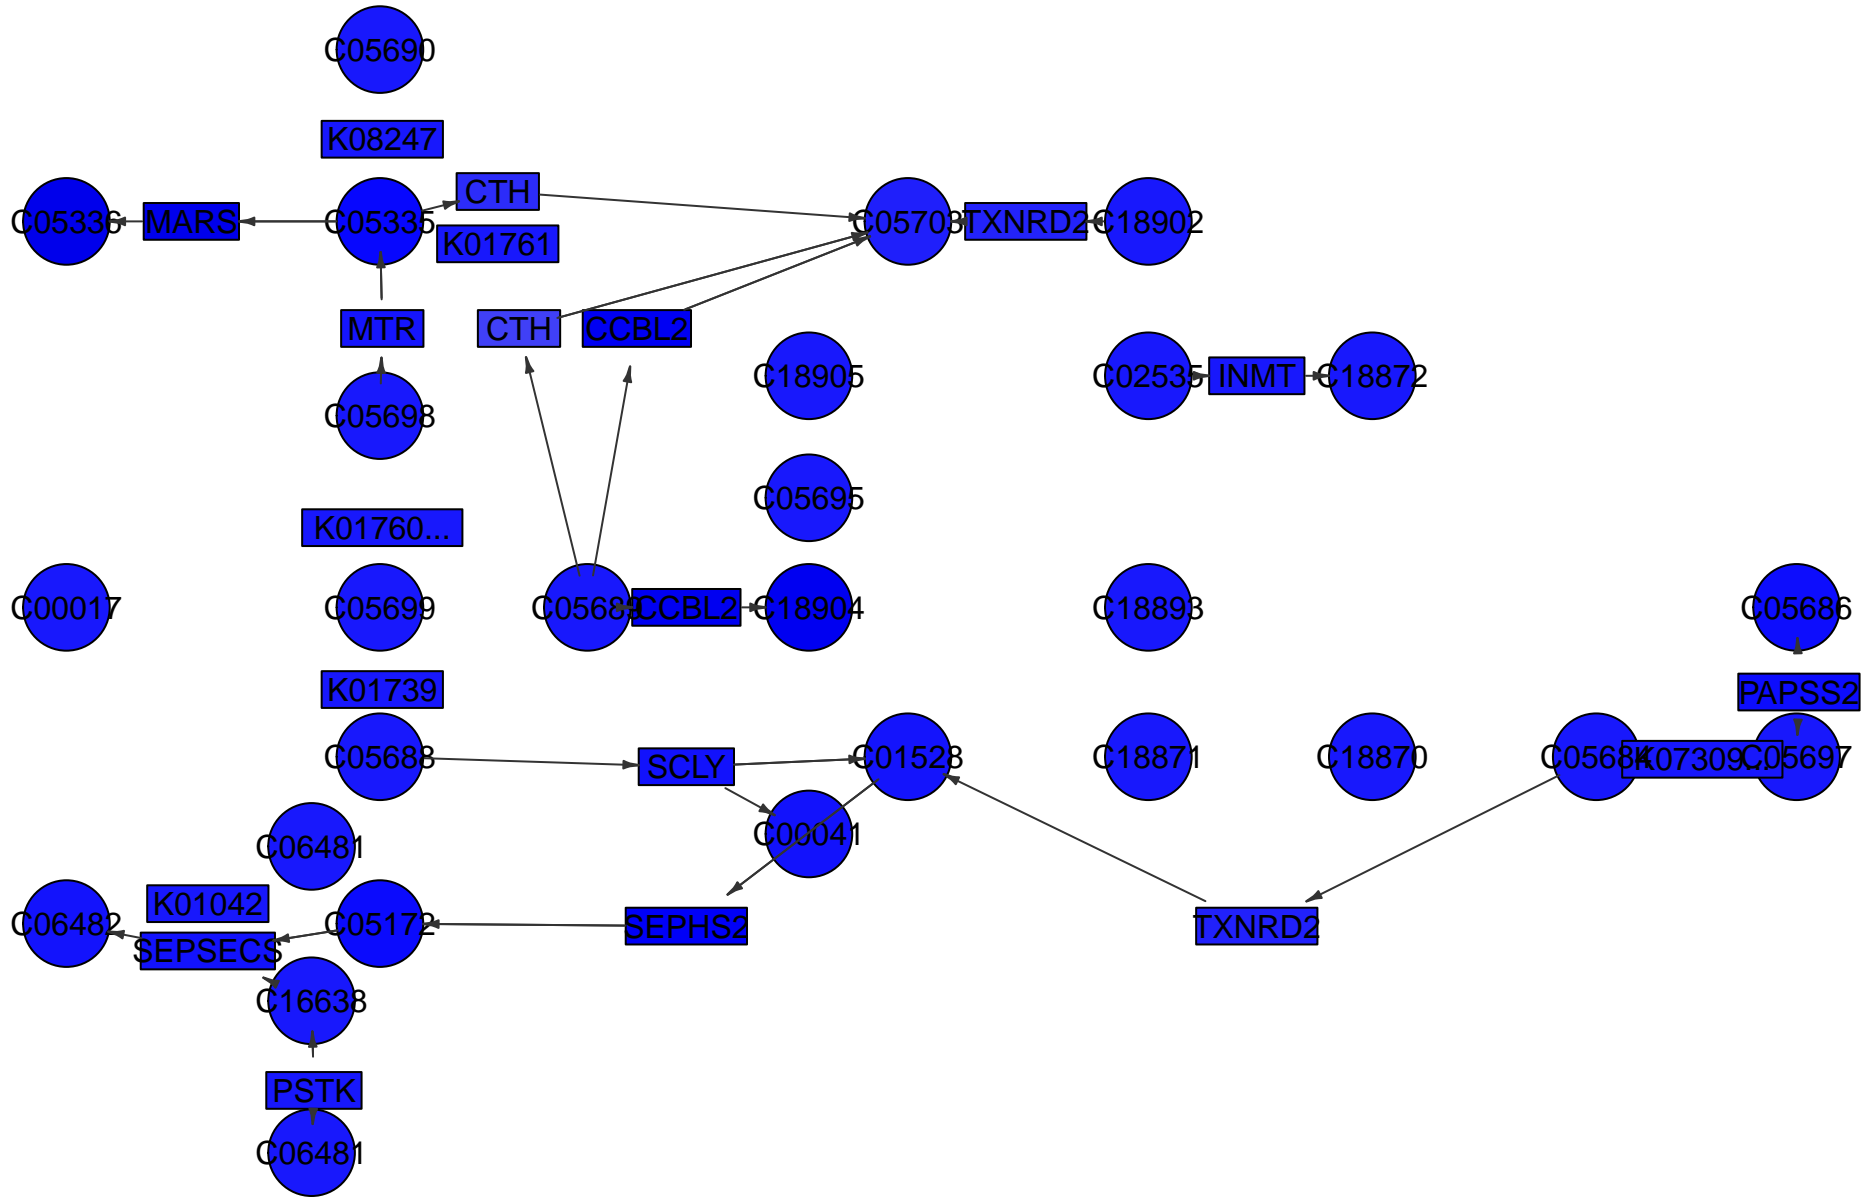 C05690
K08247
CTH
C05336
MARS
C05335
C05703
TXNRD2
C18902
K01761
MTR
CTH
CCBL2
C18905
C02535
INMT
C18872
C05698
C05695
K01760...
C00017
C05699
C05689
CCBL2
C18904
C18893
C05686
K01739
PAPSS2
C05688
SCLY
C01528
C18871
C18870
C05684
K07309...
C05697
C00041
C06481
K01042
C06482
C05172
SEPHS2
TXNRD2
SEPSECS
C16638
PSTK
C06481